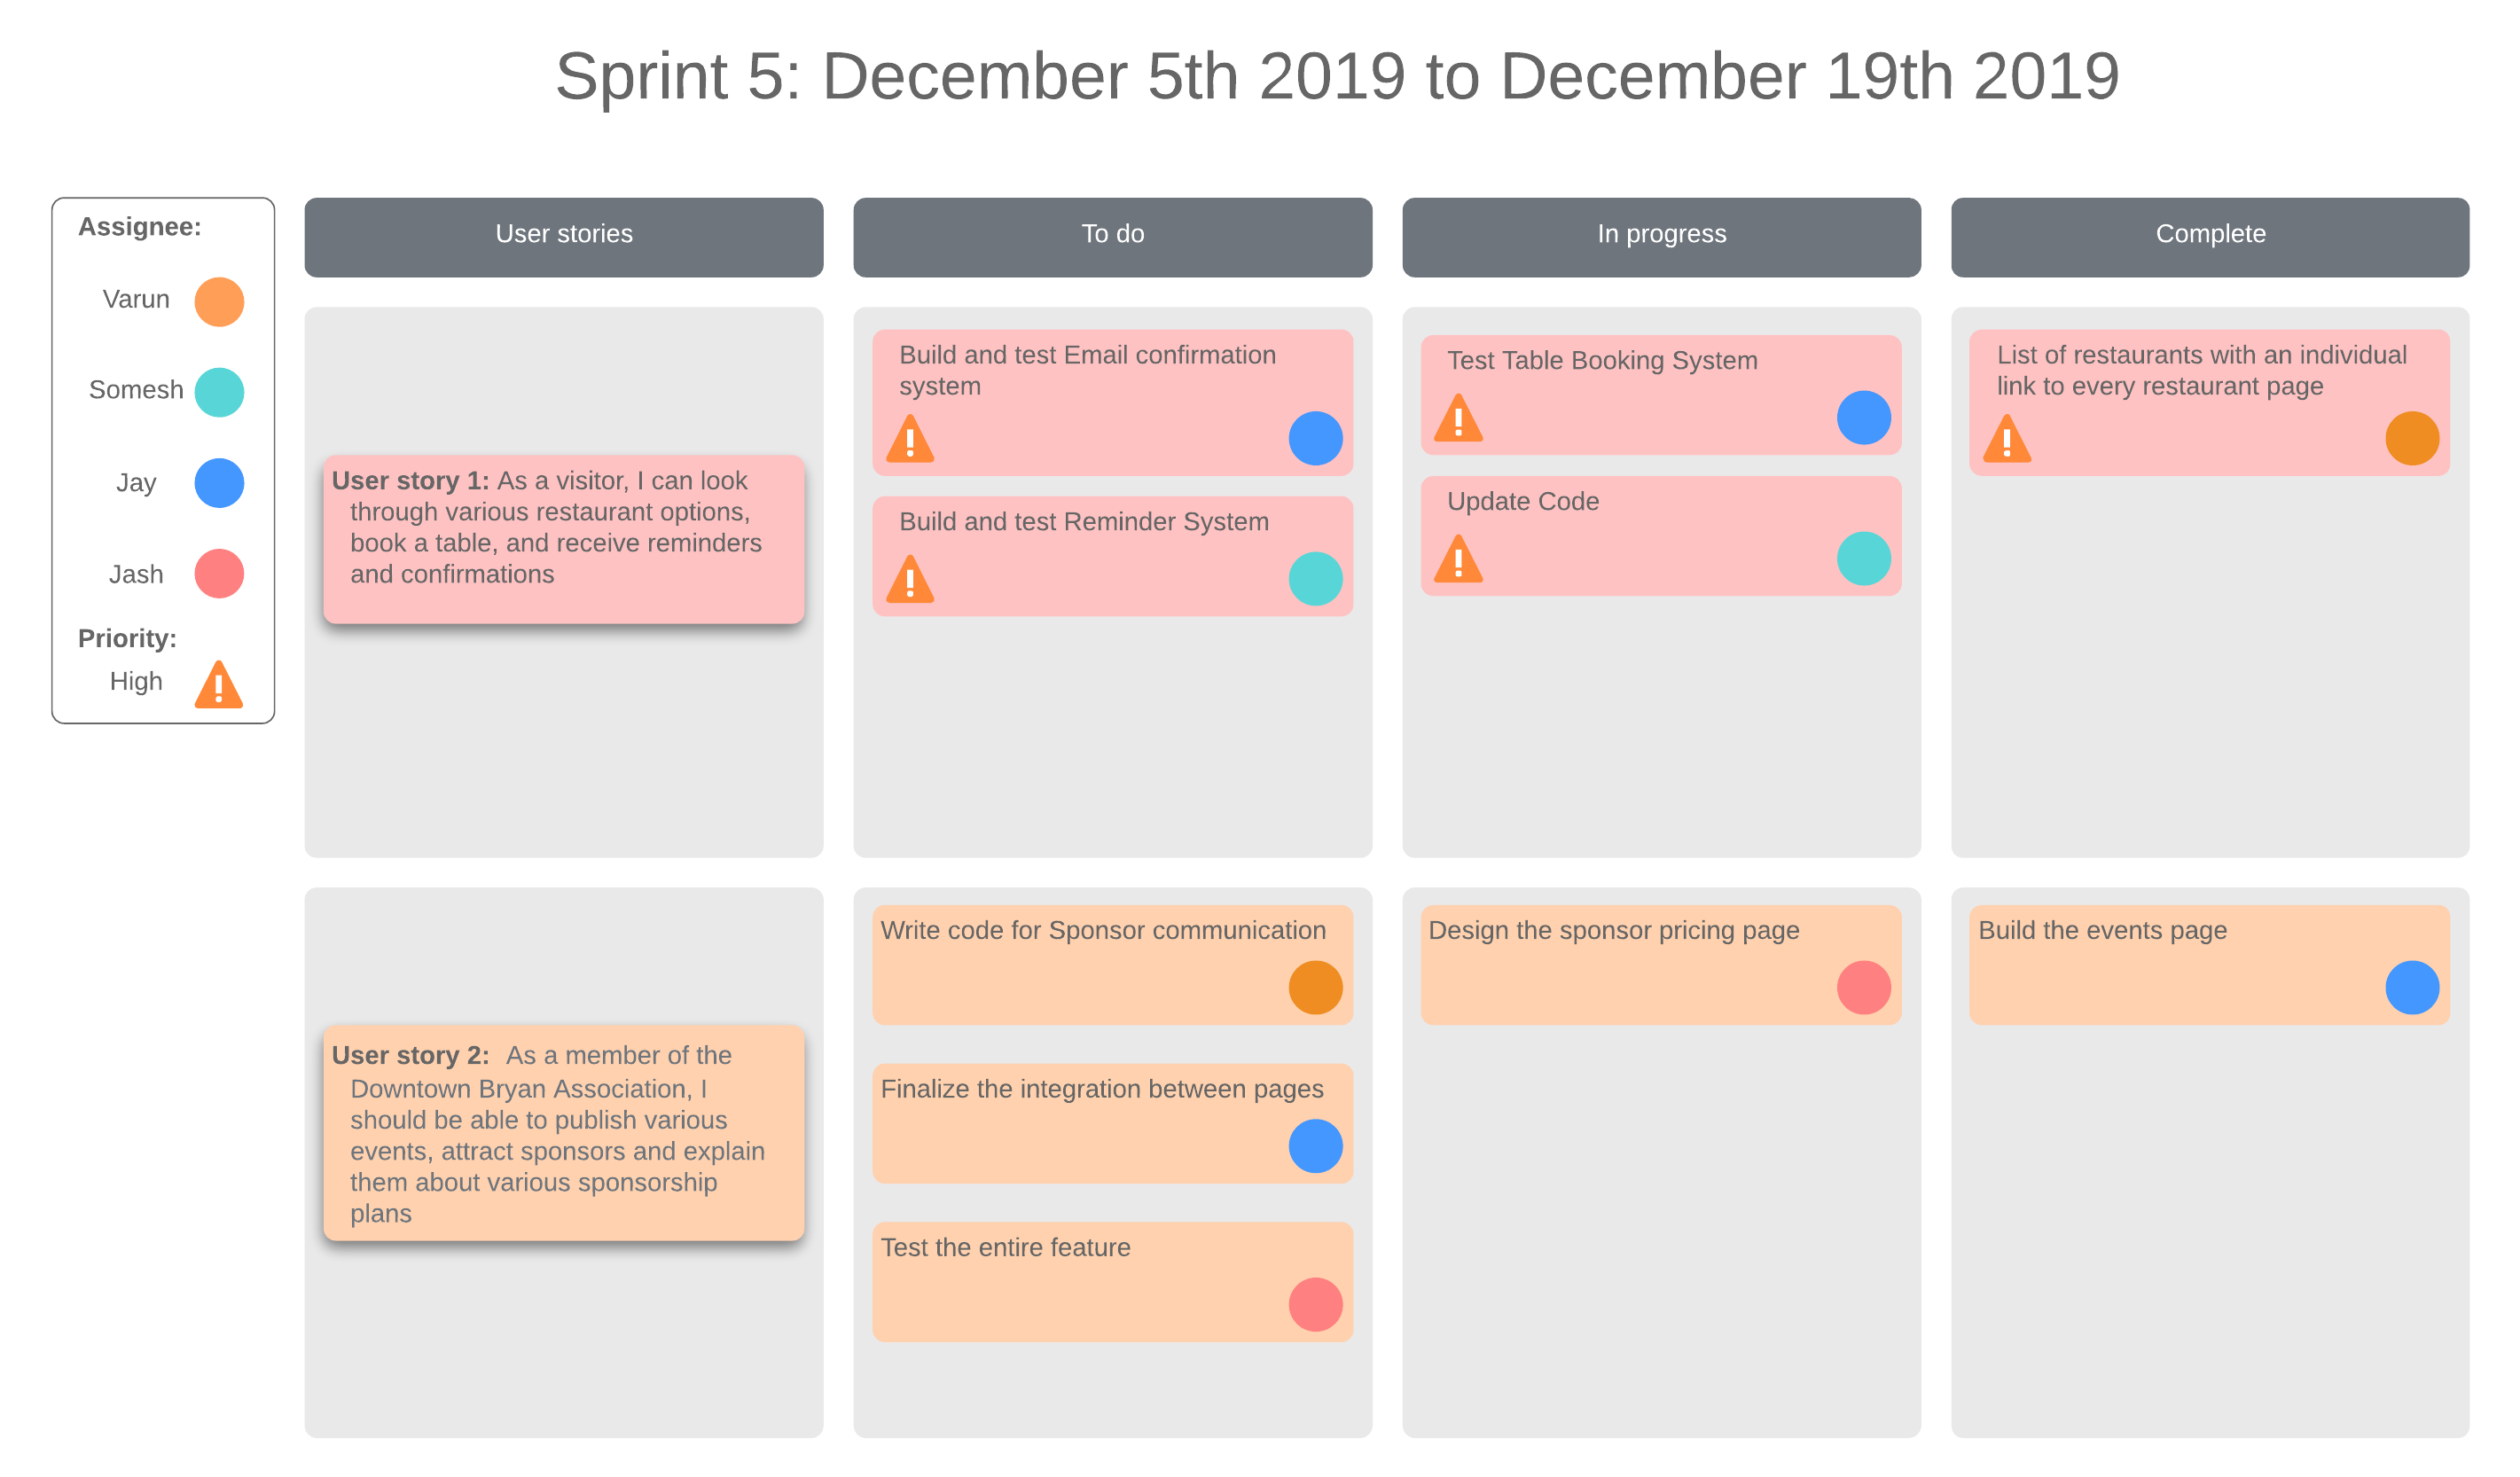 Sprint 5: December 5th 2019 to December 19th 2019
Assignee:
Varun
Somesh
Jay
Jash
Priority:
High
User stories
To do
In progress
Complete
User story 1: As a visitor, I can look
through various restaurant options,
book a table, and receive reminders
and confirmations
Build and test Email confirmation
system
Build and test Reminder System
Test Table Booking System
Update Code
List of restaurants with an individual
link to every restaurant page
User story 2: As a member of the
Downtown Bryan Association, I
should be able to publish various
events, attract sponsors and explain
them about various sponsorship
plans
Write code for Sponsor communication
Finalize the integration between pages
Test the entire feature
Design the sponsor pricing page
Build the events page